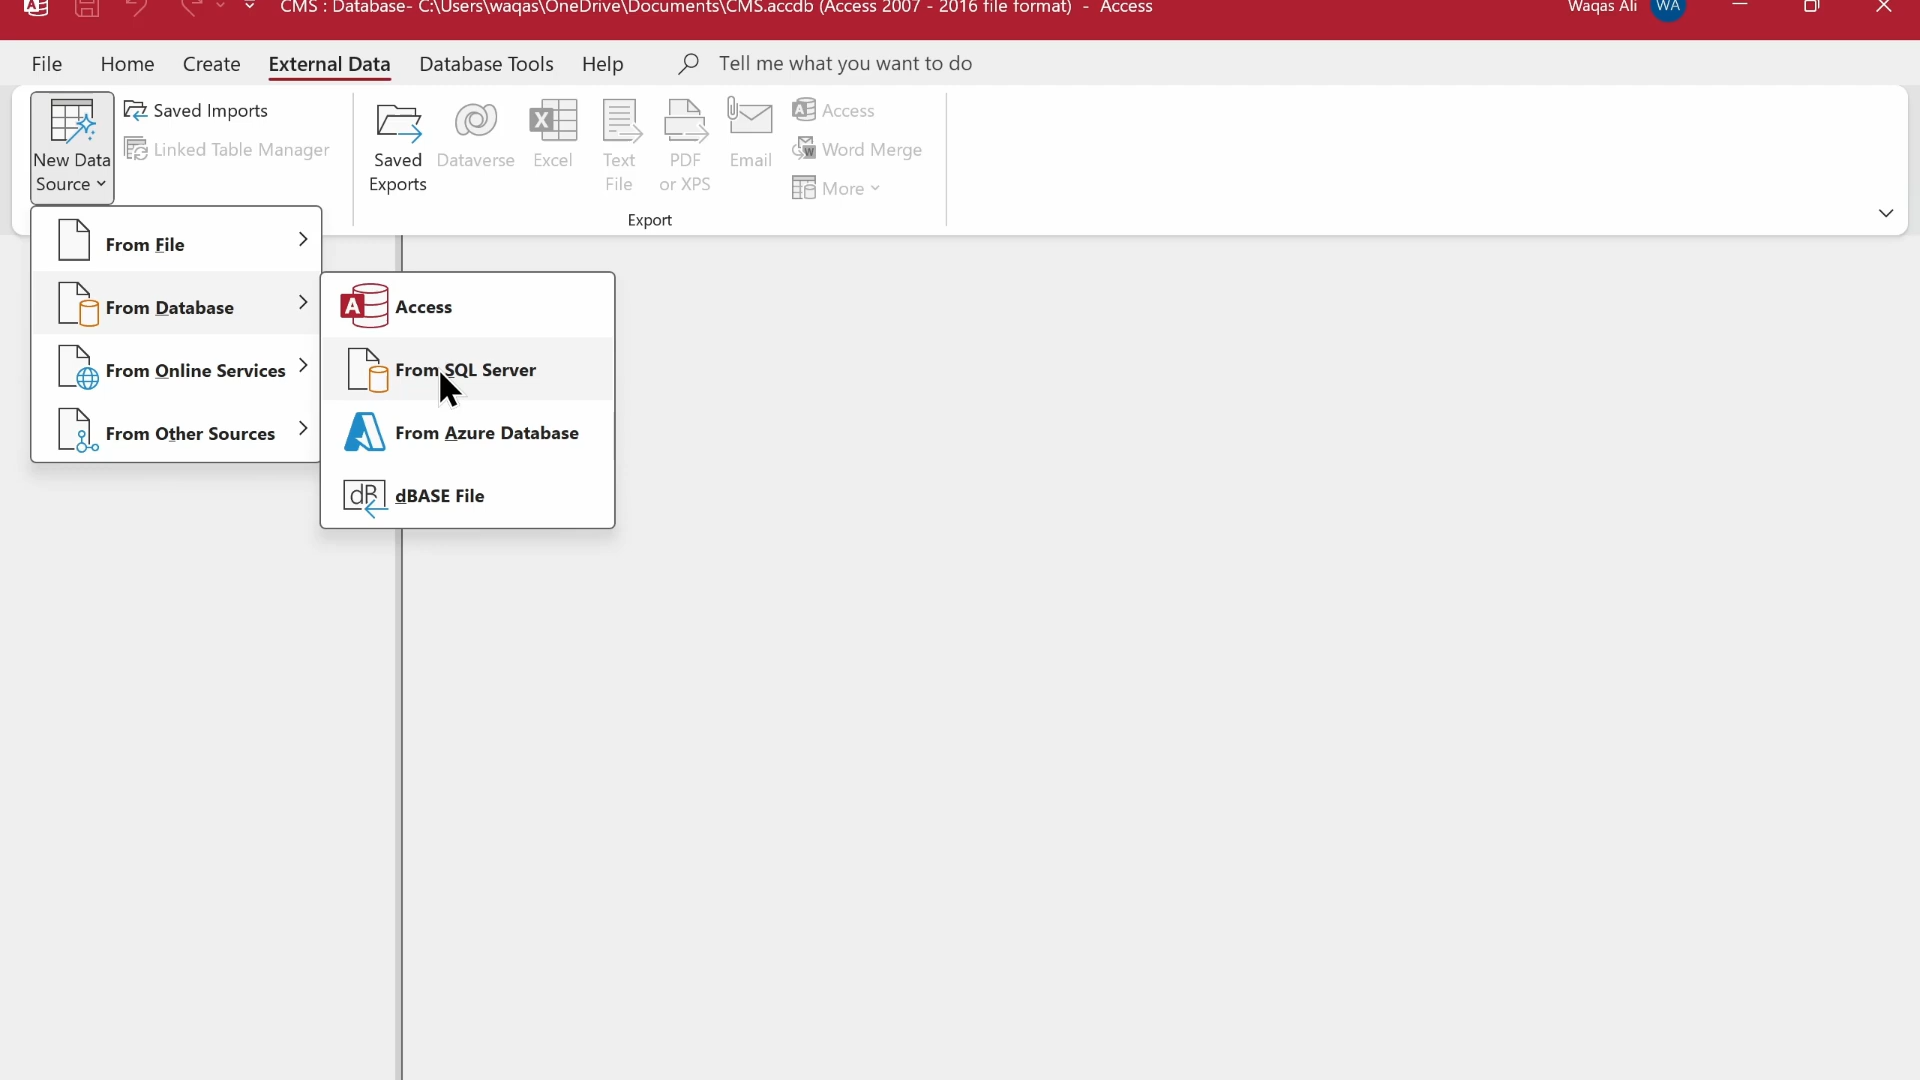 CMS : Database- C:\Users\waqas\OneDrive\Documents\CMS.accdb (Access 2007 - 2016 file format) - Access
Waqas Ali WA
File Home Create External Data Database Tools Help Tell me what you want to do
New Data
Source
Saved Imports
Linked Table Manager
Saved
Exports
Dataverse
Excel
Text
File
PDF
or XPS
Email
Access
Word Merge
More
Export
From File
From Database
From Online Services
From Other Sources
Access
From SQL Server
From Azure Database
dBASE File